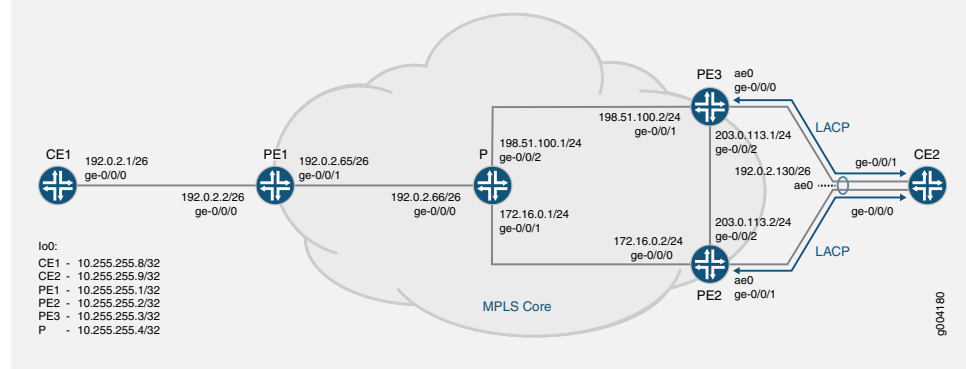 PE3
ae0
ge-0/0/0
198.51.100.2/24
ge-0/0/1
LACP
203.0.113.1/24
ge-0/0/2
198.51.100.1/24
ge-0/0/2
CE1
192.0.2.1/26
ge-0/0/0
PE1
192.0.2.65/26
ge-0/0/1
P
192.0.2.130/26
ae0
ge-0/0/1
CE2
192.0.2.2/26
ge-0/0/0
192.0.2.66/26
ge-0/0/0
172.16.0.1/24
ge-0/0/1
ge-0/0/0
203.0.113.2/24
ge-0/0/2
172.16.0.2/24
ge-0/0/0
LACP
PE2
ae0
ge-0/0/1
MPLS Core
lo0:
CE1 - 10.255.255.8/32
CE2 - 10.255.255.9/32
PE1 - 10.255.255.1/32
PE2 - 10.255.255.2/32
PE3 - 10.255.255.3/32
P - 10.255.255.4/32
g004180